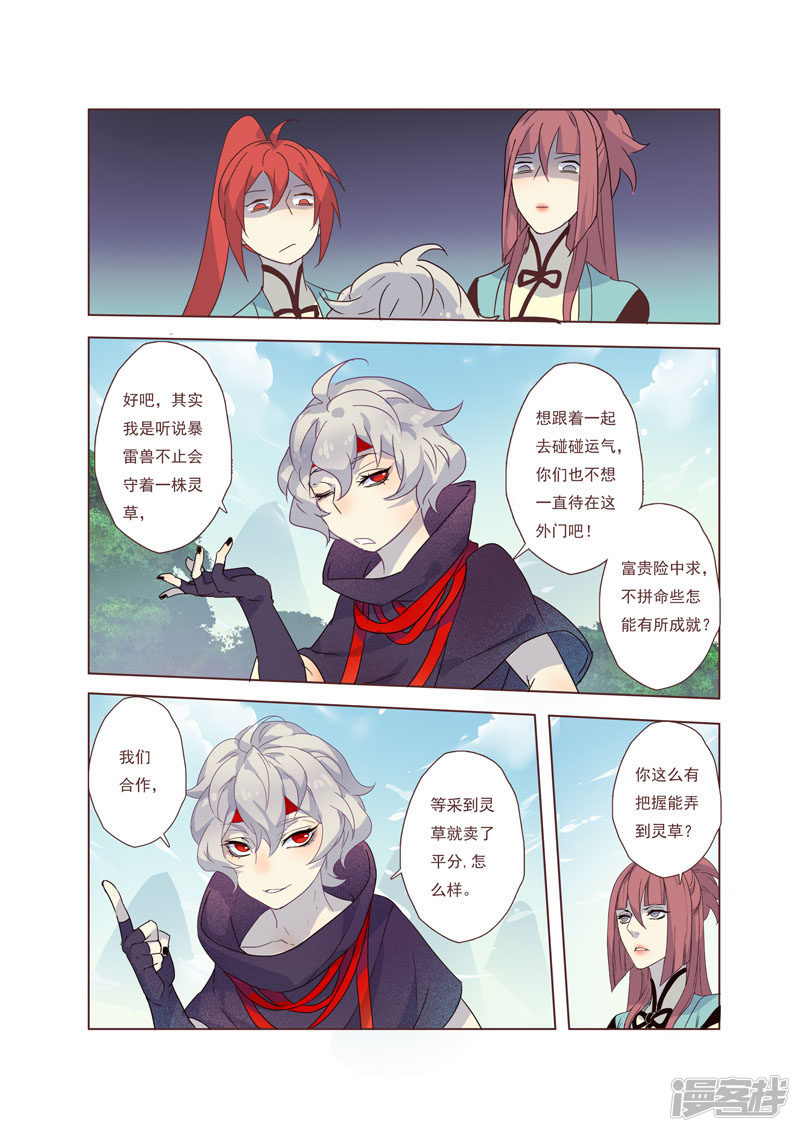 好吧，其实
我是听说暴
雷兽不止会
守着一株灵
草，
想跟着一起
去碰碰运气，
你们也不想
一直待在这
外门吧！
富贵险中求，
不拼命些怎
能有所成就？
我们
合作，
等采到灵
草就卖了
平分，怎
么样。
你这么有
把握能弄
到灵草？
漫客栈